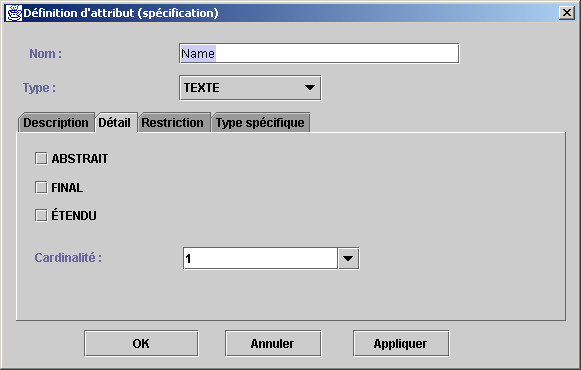 Définition d'attribut (spécification)
Nom :
Name
Type :
TEXTE
Description Détail Restriction Type spécifique
ABSTRAIT
FINAL
ÉTENDU
Cardinalité :
1
OK Annuler Appliquer